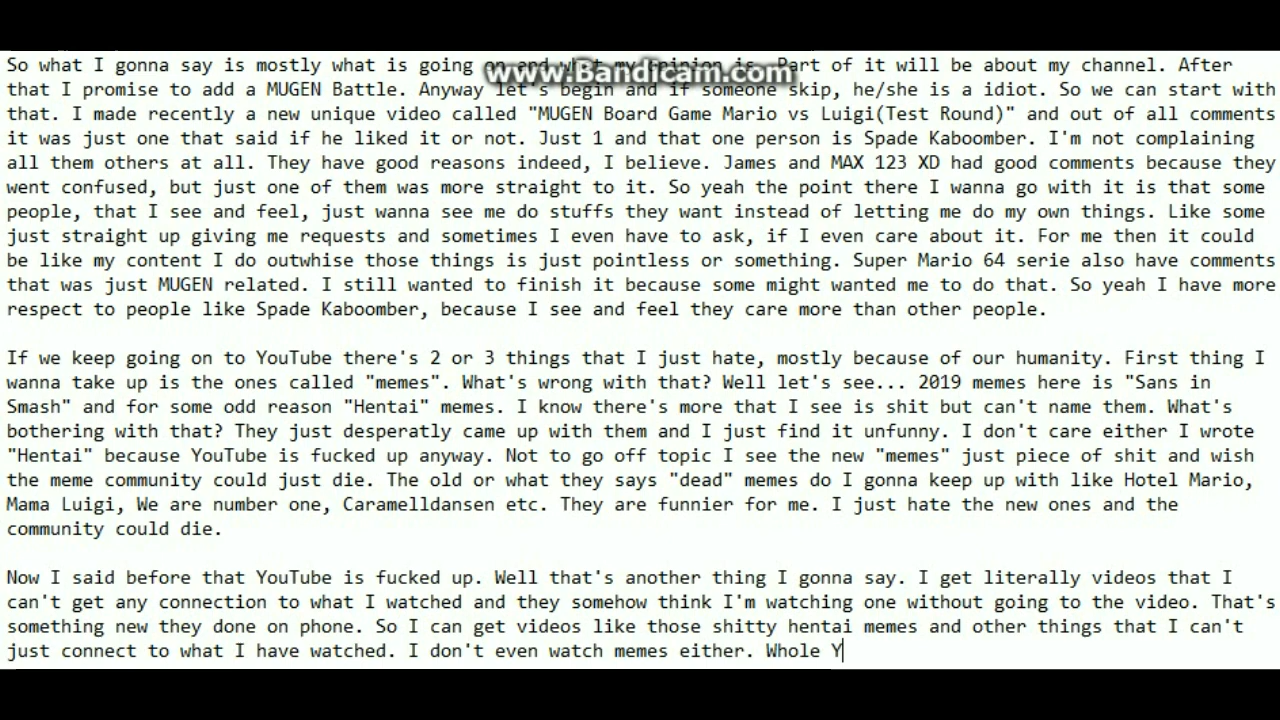 So what I gonna say is mostly what is going on and what my opinion is. Part of it will be about my channel. After
www.Bandicam.com
that I promise to add a MUGEN Battle. Anyway let's begin and if someone skip, he/she is a idiot. So we can start with
that. I made recently a new unique video called "MUGEN Board Game Mario vs Luigi(Test Round)" and out of all comments
it was just one that said if he liked it or not. Just 1 and that one person is Spade Kaboomber. I'm not complaining
all them others at all. They have good reasons indeed, I believe. James and MAX 123 XD had good comments because they
went confused, but just one of them was more straight to it. So yeah the point there I wanna go with it is that some
people, that I see and feel, just wanna see me do stuffs they want instead of letting me do my own things. Like some
just straight up giving me requests and sometimes I even have to ask, if I even care about it. For me then it could
be like my content I do outwhise those things is just pointless or something. Super Mario 64 serie also have comments
that was just MUGEN related. I still wanted to finish it because some might wanted me to do that. So yeah I have more
respect to people like Spade Kaboomber, because I see and feel they care more than other people.
If we keep going on to YouTube there's 2 or 3 things that I just hate, mostly because of our humanity. First thing I
wanna take up is the ones called "memes". What's wrong with that? Well let's see... 2019 memes here is "Sans in
Smash" and for some odd reason "Hentai" memes. I know there's more that I see is shit but can't name them. What's
bothering with that? They just desperatly came up with them and I just find it unfunny. I don't care either I wrote
"Hentai" because YouTube is fucked up anyway. Not to go off topic I see the new "memes" just piece of shit and wish
the meme community could just die. The old or what they says "dead" memes do I gonna keep up with like Hotel Mario,
Mama Luigi, We are number one, Caramelldansen etc. They are funnier for me. I just hate the new ones and the
community could die.
Now I said before that YouTube is fucked up. Well that's another thing I gonna say. I get literally videos that I
can't get any connection to what I watched and they somehow think I'm watching one without going to the video. That's
something new they done on phone. So I can get videos like those shitty hentai memes and other things that I can't
just connect to what I have watched. I don't even watch memes either. Whole Y